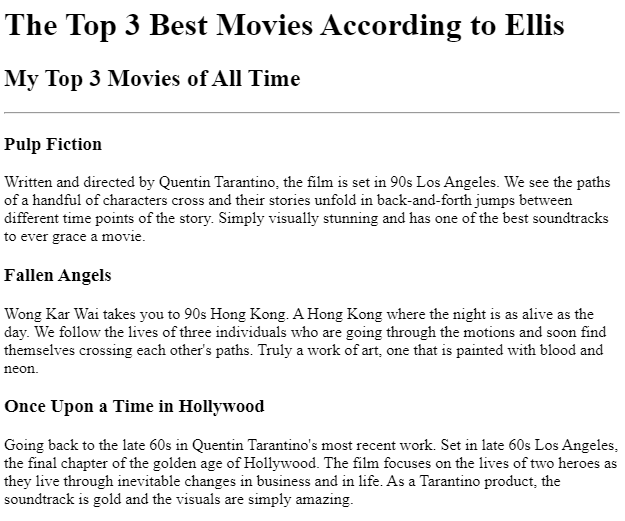 The Top 3 Best Movies According to Ellis
My Top 3 Movies of All Time
Pulp Fiction
Written and directed by Quentin Tarantino, the film is set in 90s Los Angeles. We see the paths
of a handful of characters cross and their stories unfold in back-and-forth jumps between
different time points of the story. Simply visually stunning and has one of the best soundtracks
to ever grace a movie.
Fallen Angels
Wong Kar Wai takes you to 90s Hong Kong. A Hong Kong where the night is as alive as the
day. We follow the lives of three individuals who are going through the motions and soon find
themselves crossing each other's paths. Truly a work of art, one that is painted with blood and
neon.
Once Upon a Time in Hollywood
Going back to the late 60s in Quentin Tarantino's most recent work. Set in late 60s Los Angeles,
the final chapter of the golden age of Hollywood. The film focuses on the lives of two heroes as
they live through inevitable changes in business and in life. As a Tarantino product, the
soundtrack is gold and the visuals are simply amazing.